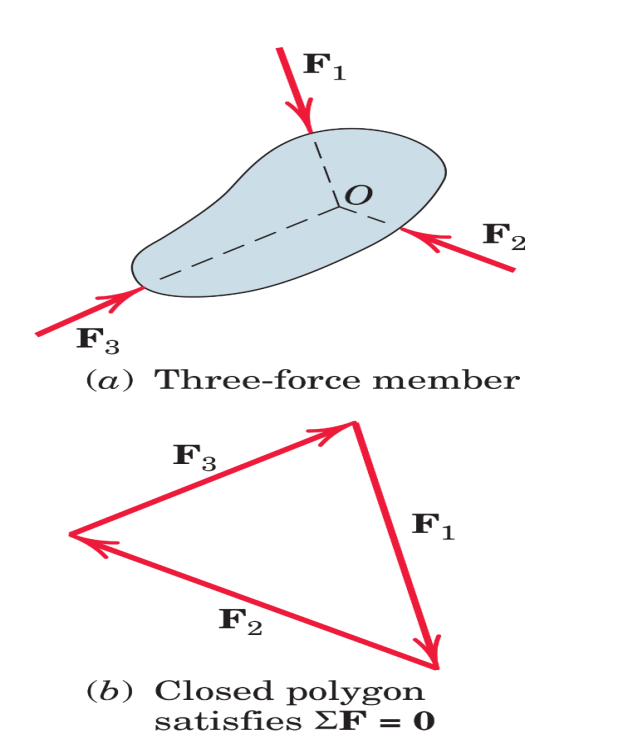 F₁
O
F₂
F₃
(a) Three-force member
F₃
F₁
F₂
(b) Closed polygon
satisfies ΣF = 0